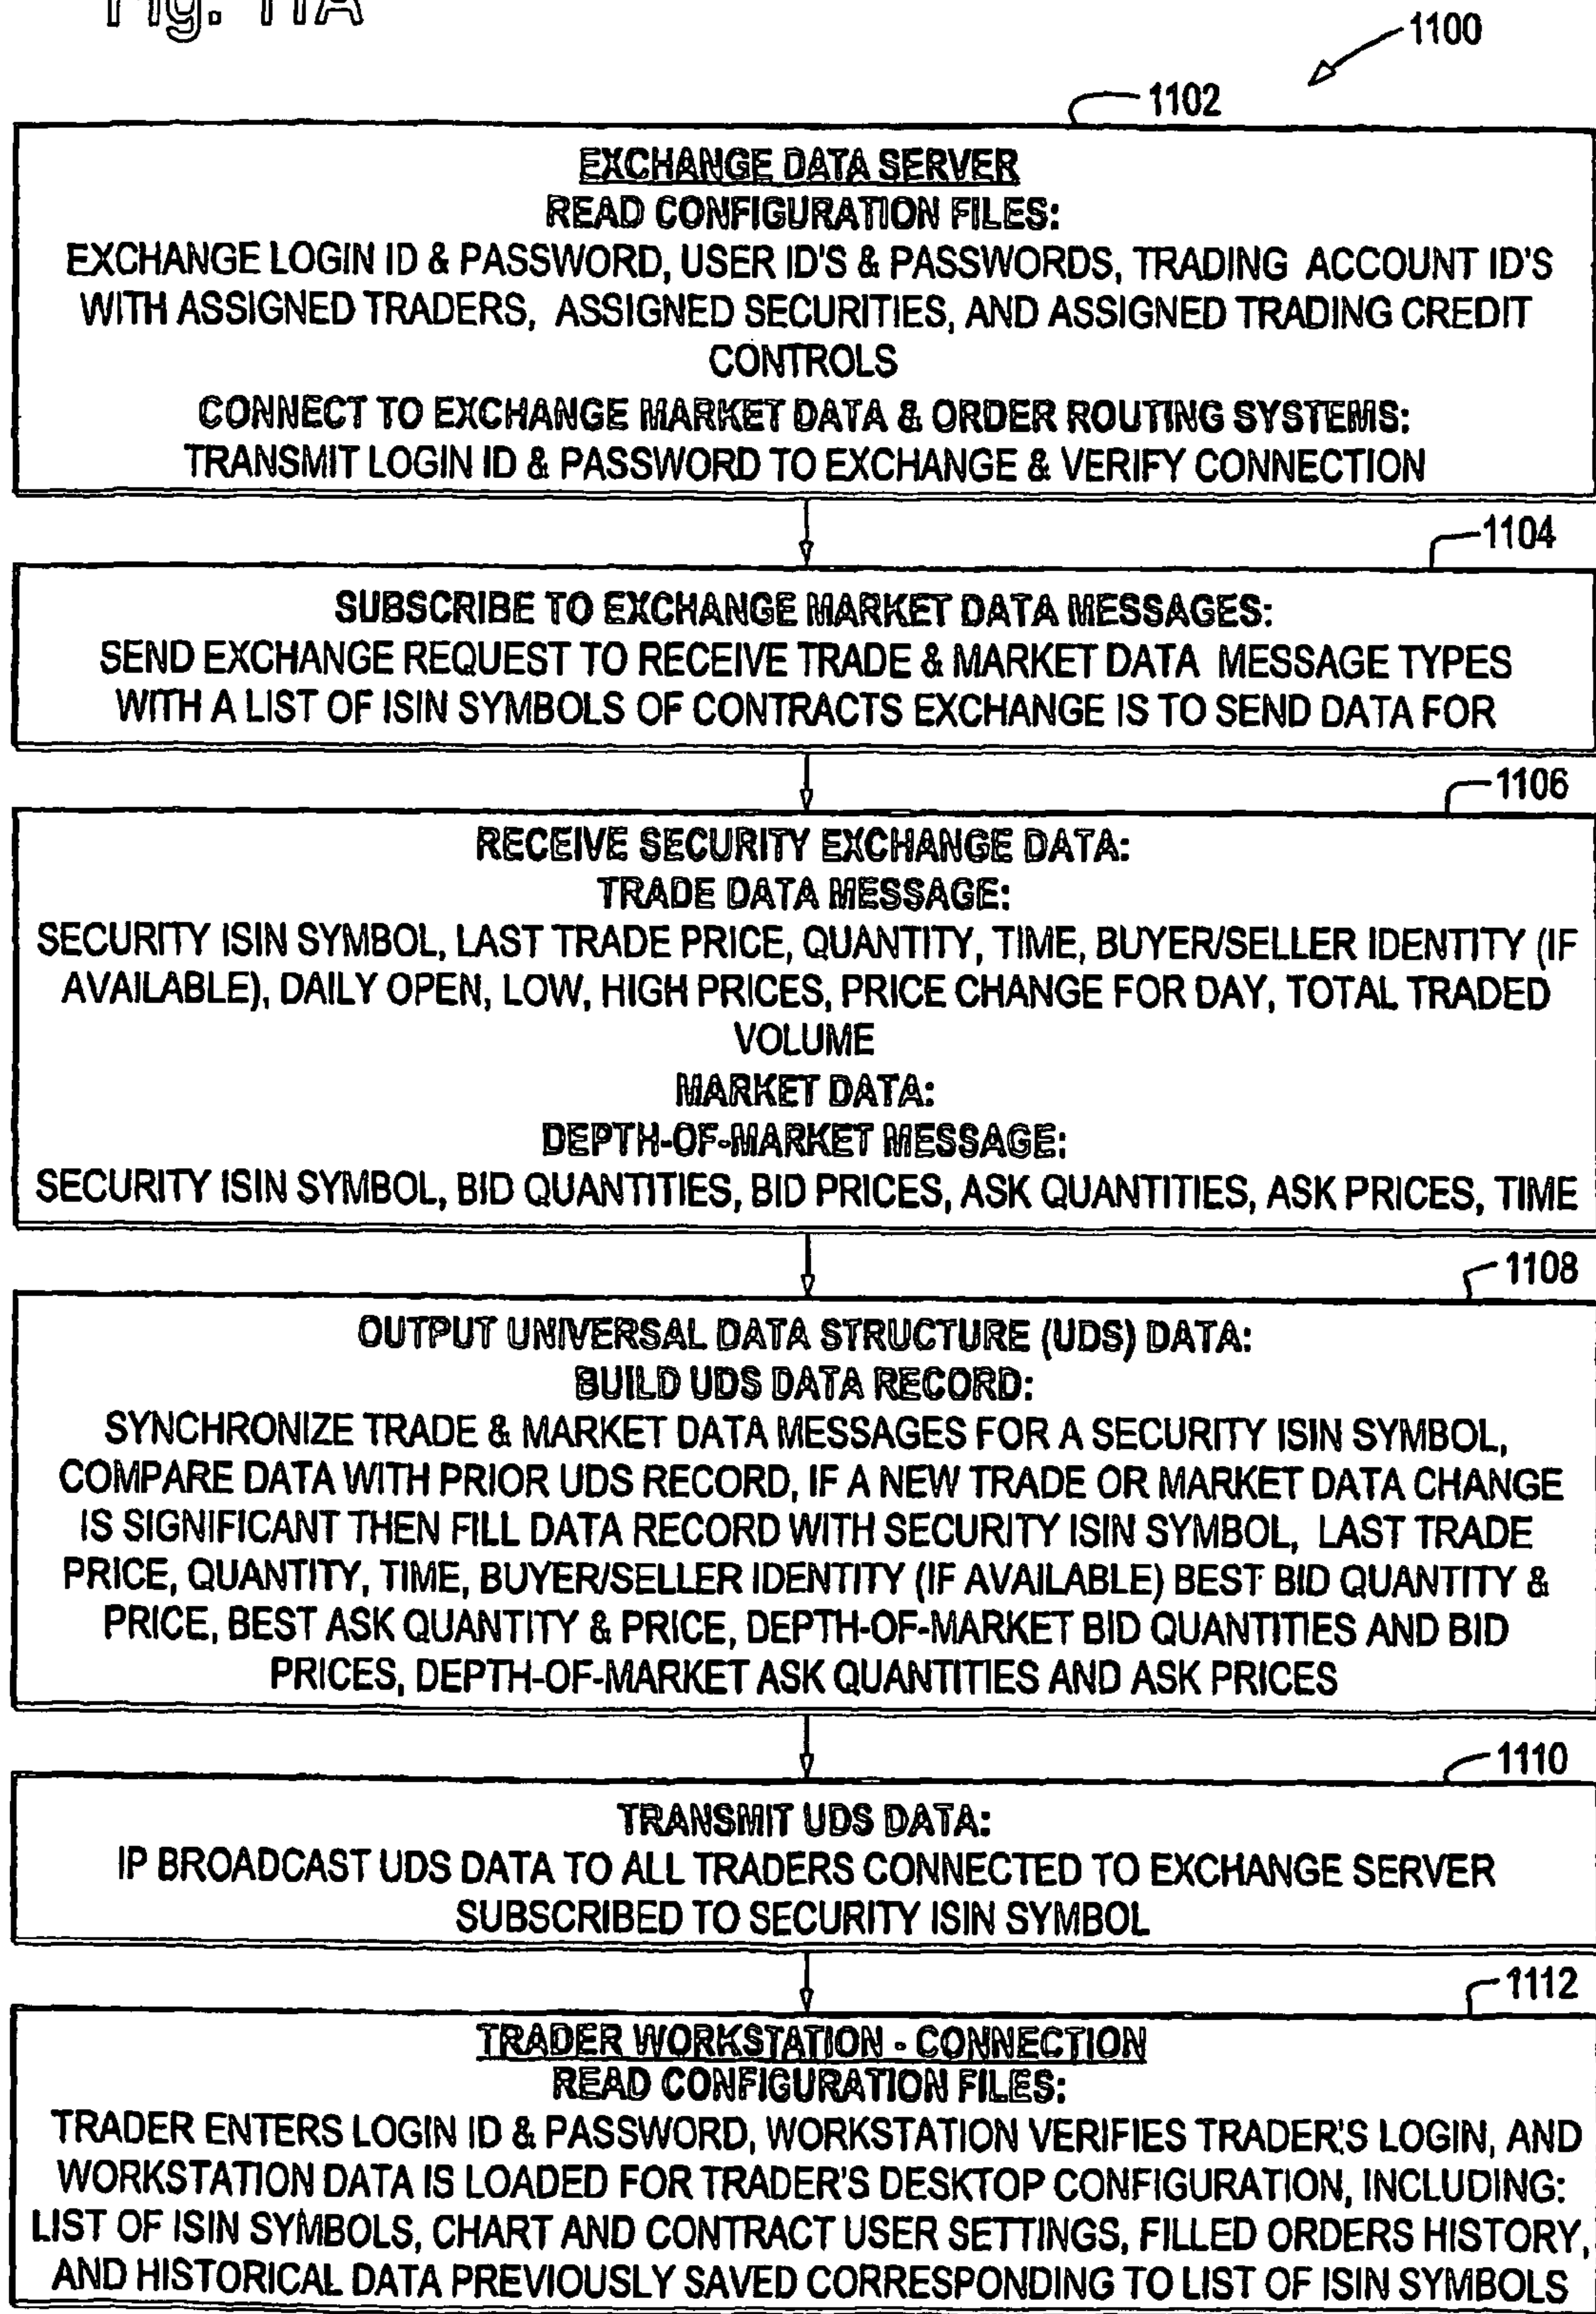 Fig. 11A
1100
1102
EXCHANGE DATA SERVER
READ CONFIGURATION FILES:
EXCHANGE LOGIN ID & PASSWORD, USER ID'S & PASSWORDS, TRADING ACCOUNT ID'S
WITH ASSIGNED TRADERS, ASSIGNED SECURITIES, AND ASSIGNED TRADING CREDIT
CONTROLS
CONNECT TO EXCHANGE MARKET DATA & ORDER ROUTING SYSTEMS:
TRANSMIT LOGIN ID & PASSWORD TO EXCHANGE & VERIFY CONNECTION
1104
SUBSCRIBE TO EXCHANGE MARKET DATA MESSAGES:
SEND EXCHANGE REQUEST TO RECEIVE TRADE & MARKET DATA MESSAGE TYPES
WITH A LIST OF ISIN SYMBOLS OF CONTRACTS EXCHANGE IS TO SEND DATA FOR
1106
RECEIVE SECURITY EXCHANGE DATA:
TRADE DATA MESSAGE:
SECURITY ISIN SYMBOL, LAST TRADE PRICE, QUANTITY, TIME, BUYER/SELLER IDENTITY (IF
AVAILABLE), DAILY OPEN, LOW, HIGH PRICES, PRICE CHANGE FOR DAY, TOTAL TRADED
VOLUME
MARKET DATA:
DEPTH-OF-MARKET MESSAGE:
SECURITY ISIN SYMBOL, BID QUANTITIES, BID PRICES, ASK QUANTITIES, ASK PRICES, TIME
1108
OUTPUT UNIVERSAL DATA STRUCTURE (UDS) DATA:
BUILD UDS DATA RECORD:
SYNCHRONIZE TRADE & MARKET DATA MESSAGES FOR A SECURITY ISIN SYMBOL,
COMPARE DATA WITH PRIOR UDS RECORD, IF A NEW TRADE OR MARKET DATA CHANGE
IS SIGNIFICANT THEN FILL DATA RECORD WITH SECURITY ISIN SYMBOL, LAST TRADE
PRICE, QUANTITY, TIME, BUYER/SELLER IDENTITY (IF AVAILABLE) BEST BID QUANTITY &
PRICE, BEST ASK QUANTITY & PRICE, DEPTH-OF-MARKET BID QUANTITIES AND BID
PRICES, DEPTH-OF-MARKET ASK QUANTITIES AND ASK PRICES
1110
TRANSMIT UDS DATA:
IP BROADCAST UDS DATA TO ALL TRADERS CONNECTED TO EXCHANGE SERVER
SUBSCRIBED TO SECURITY ISIN SYMBOL
1112
TRADER WORKSTATION - CONNECTION
READ CONFIGURATION FILES:
TRADER ENTERS LOGIN ID & PASSWORD, WORKSTATION VERIFIES TRADER'S LOGIN, AND
WORKSTATION DATA IS LOADED FOR TRADER'S DESKTOP CONFIGURATION, INCLUDING:
LIST OF ISIN SYMBOLS, CHART AND CONTRACT USER SETTINGS, FILLED ORDERS HISTORY,
AND HISTORICAL DATA PREVIOUSLY SAVED CORRESPONDING TO LIST OF ISIN SYMBOLS